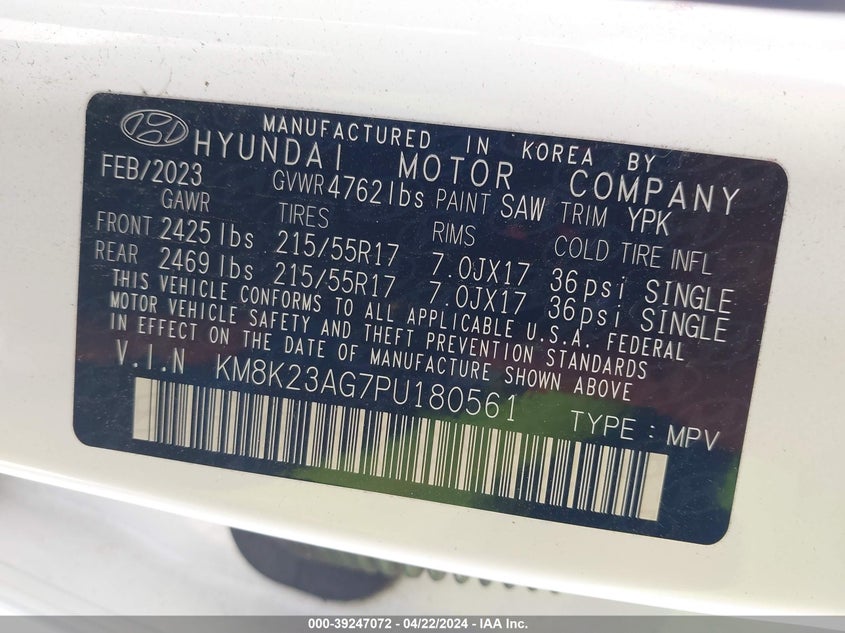 MANUFACTURED IN KOREA BY
HYUNDAI MOTOR COMPANY
FEB/2023 GVWR 4762 lbs PAINT SAW TRIM YPK
GAWR TIRES RIMS COLD TIRE INFL
FRONT 2425 lbs 215/55R17 7.0JX17 36psi SINGLE
REAR 2469 lbs 215/55R17 7.0JX17 36psi SINGLE
THIS VEHICLE CONFORMS TO ALL APPLICABLE U.S.A. FEDERAL
MOTOR VEHICLE SAFETY AND THEFT PREVENTION STANDARDS
IN EFFECT ON THE DATE OF MANUFACTURE SHOWN ABOVE
V.I.N KM8K23AG7PU180561 TYPE : MPV
000-39247072 - 04/22/2024 - IAA Inc.